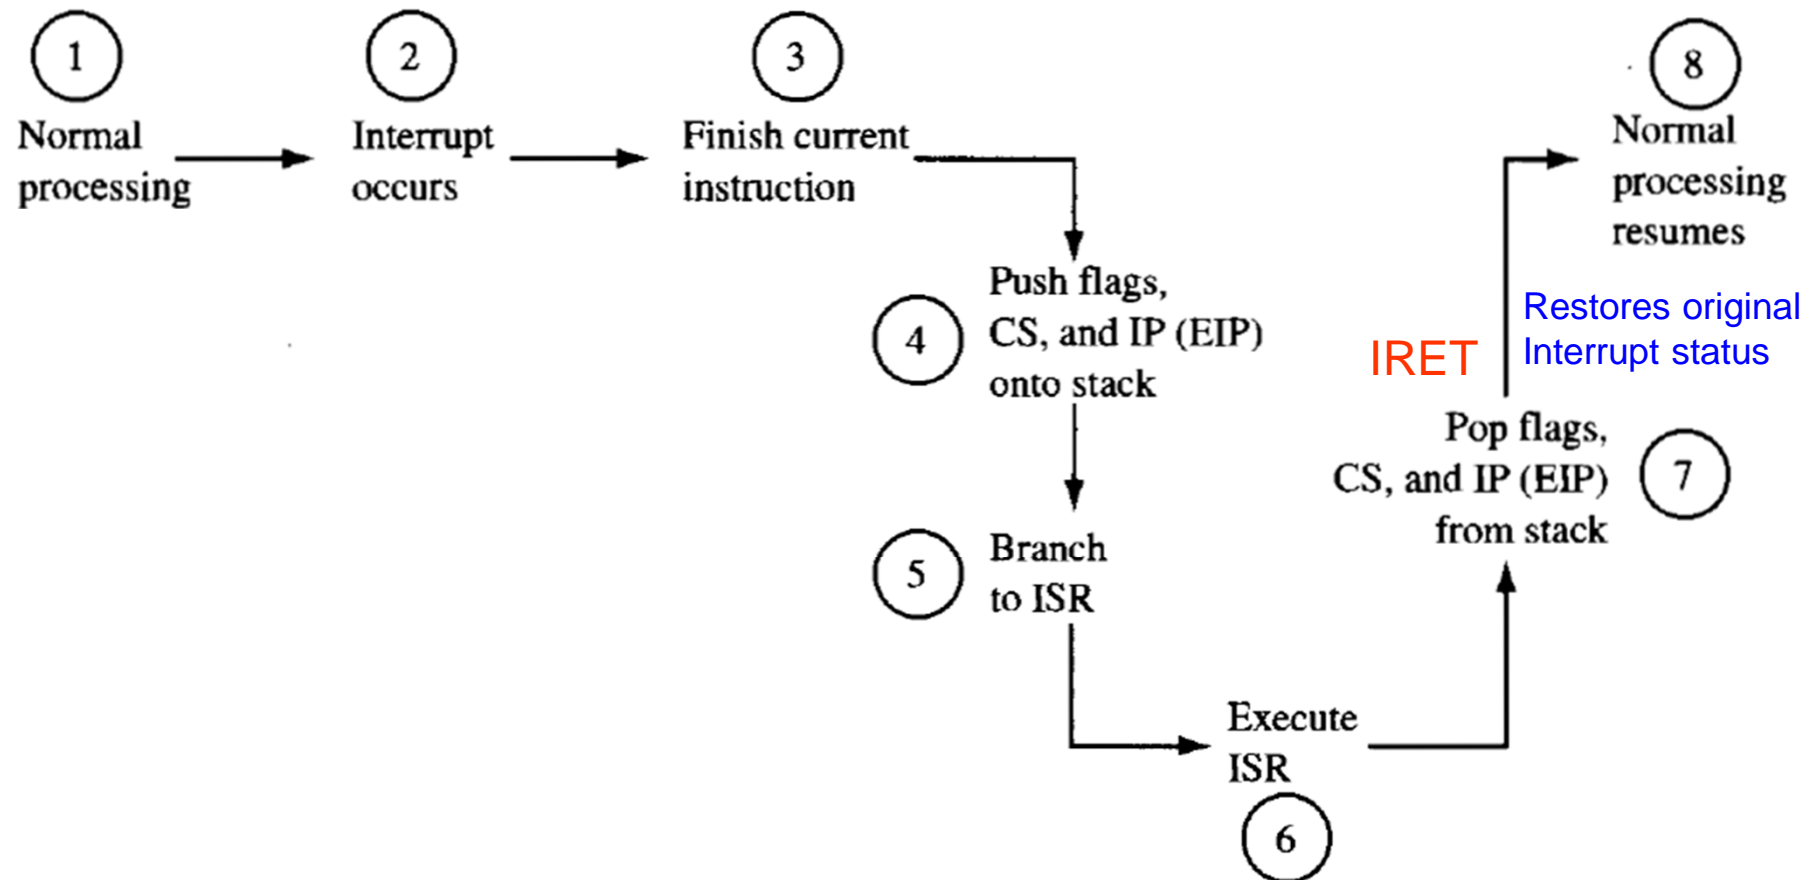 1
Normal
processing
2
Interrupt
occurs
3
Finish current
instruction
4
Push flags,
CS, and IP (EIP)
onto stack
5
Branch
to ISR
Execute
ISR
6
Pop flags,
CS, and IP (EIP)
from stack
7
IRET
Restores original
Interrupt status
8
Normal
processing
resumes